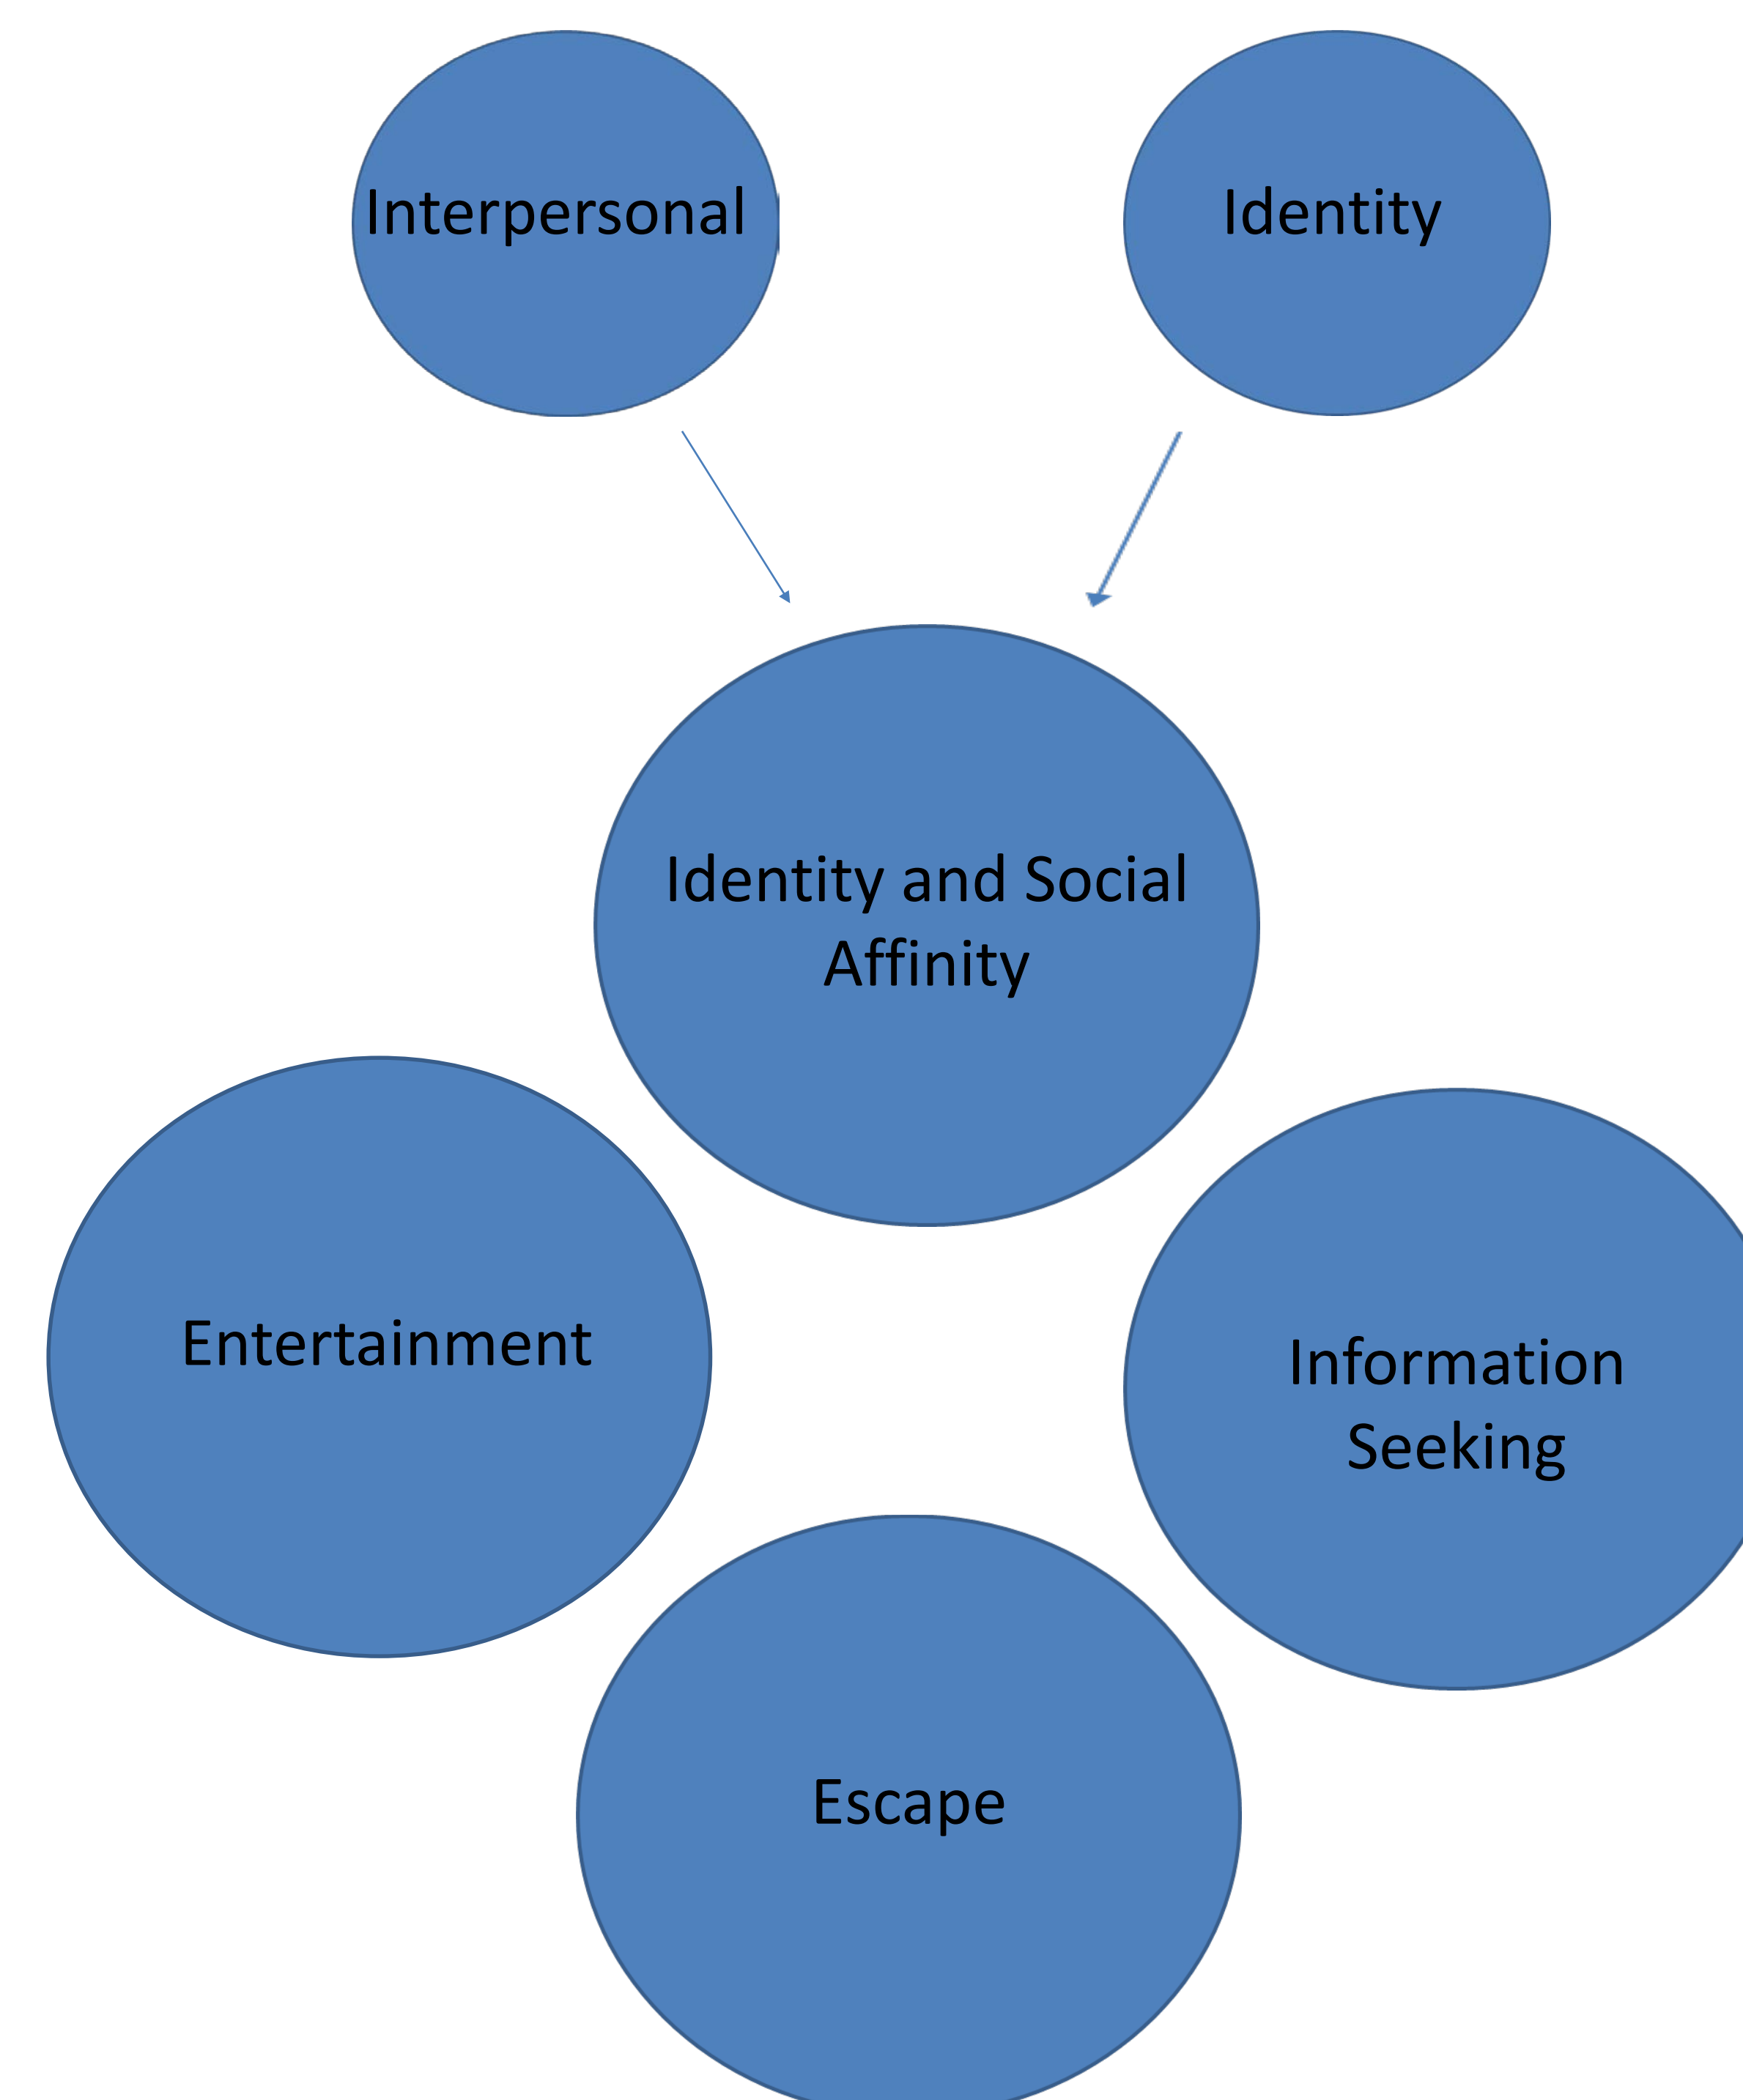 Interpersonal
Identity
Identity and Social
Affinity
Entertainment
Information
Seeking
Escape